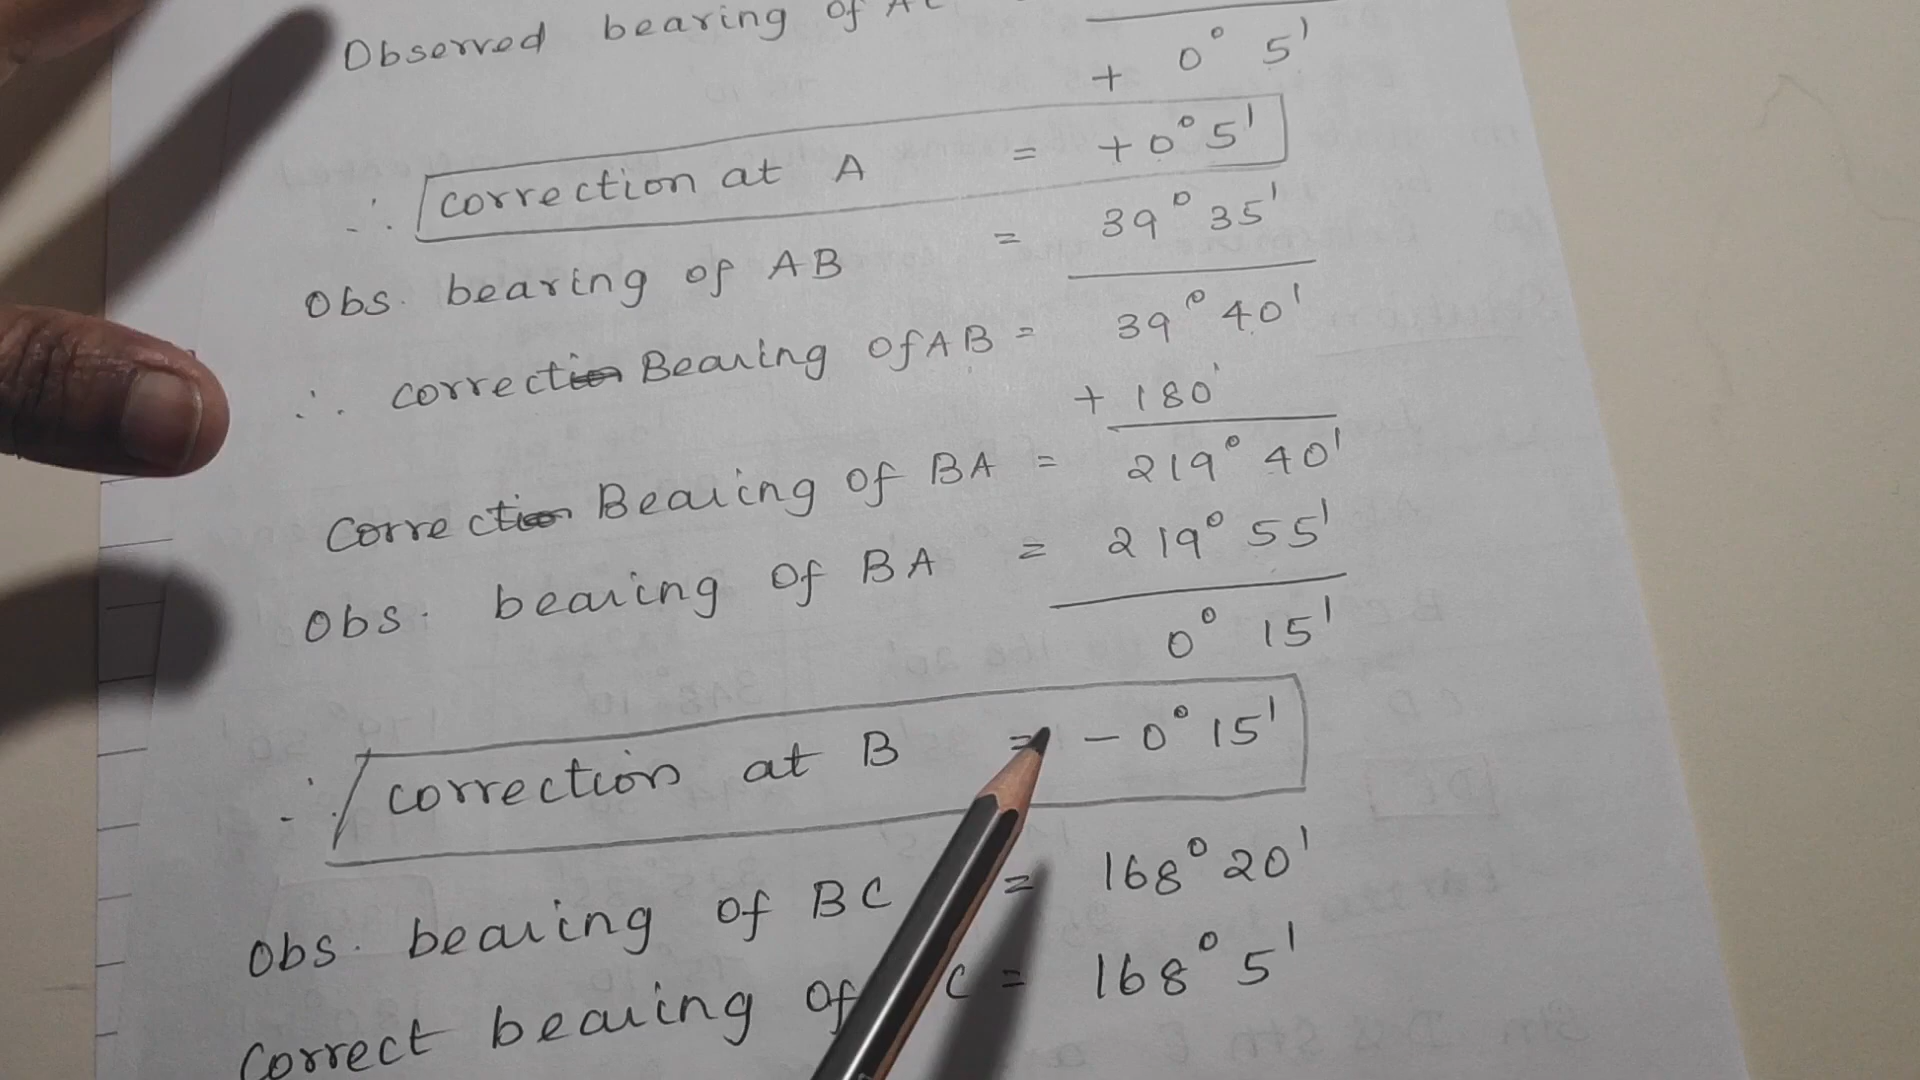 Observed bearing of
+ 0° 5'
∴ correction at A = +0° 5'
Obs. bearing of AB = 39° 35'
∴ correction Bearing of AB = 39° 40'
+ 180°
Correction Bearing of BA = 219° 40'
Obs. bearing of BA = 219° 55'
0° 15'
∴ correction at B = - 0° 15'
Obs. bearing of BC = 168° 20'
Correct bearing of C = 168° 5'